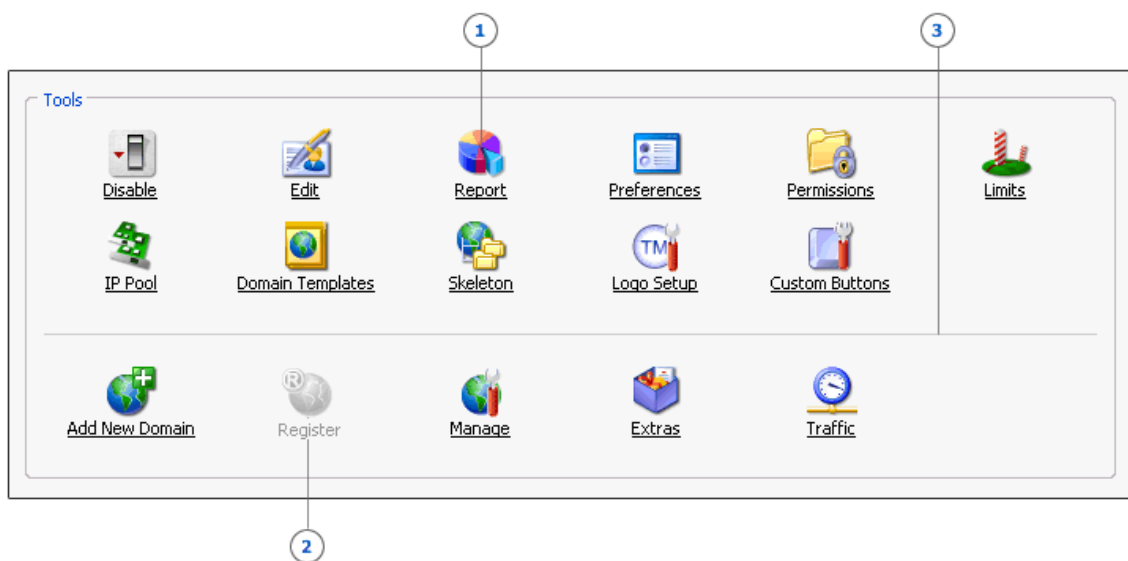 1 3
Tools
Disable Edit Report Preferences Permissions Limits
TM
IP Pool Domain Templates Skeleton Logo Setup Custom Buttons
R
Add New Domain Register Manage Extras Traffic
2